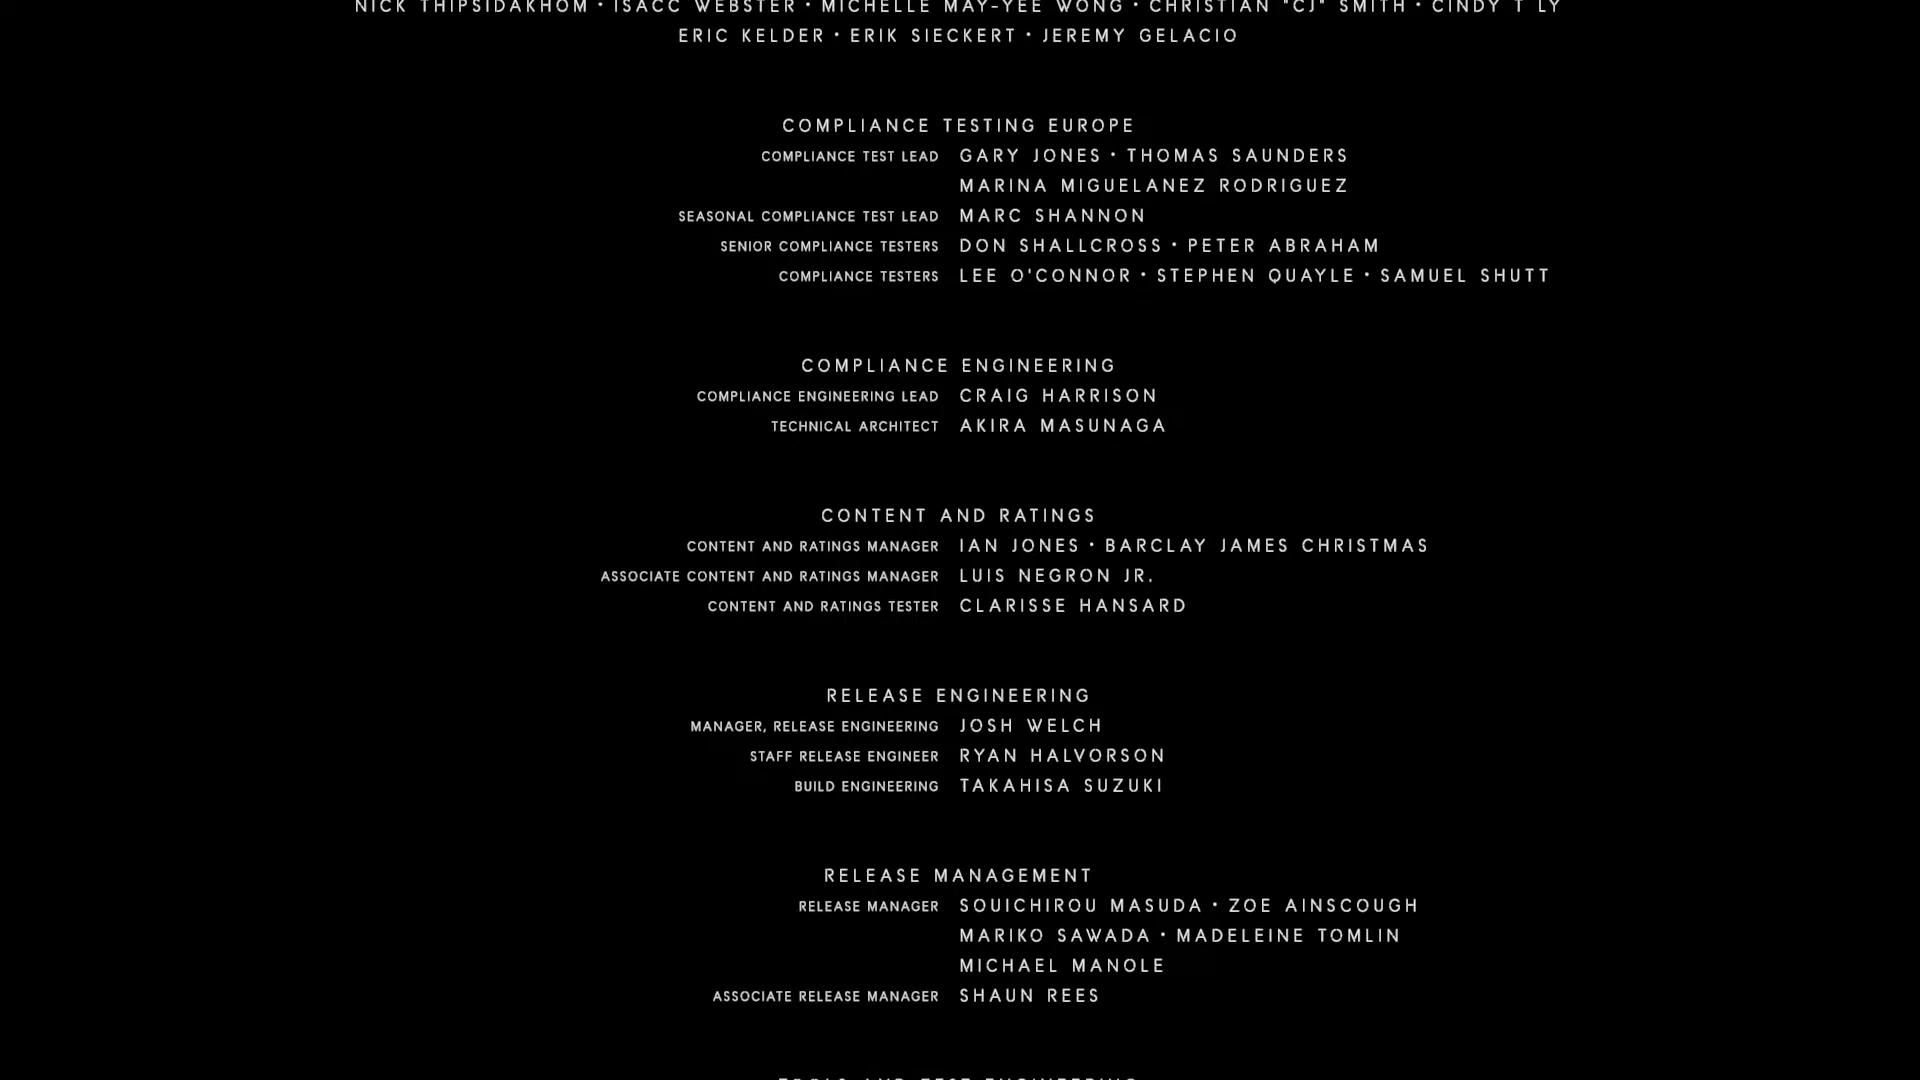 NICK THIPSIDAKHOM • ISACC WEBSTER • MICHELLE MAY-YEE WONG • CHRISTIAN "CJ" SMITH • CINDY T LY
ERIC KELDER • ERIK SIECKERT • JEREMY GELACIO
COMPLIANCE TESTING EUROPE
COMPLIANCE TEST LEAD GARY JONES • THOMAS SAUNDERS
MARINA MIGUELANEZ RODRIGUEZ
SEASONAL COMPLIANCE TEST LEAD MARC SHANNON
SENIOR COMPLIANCE TESTERS DON SHALLCROSS • PETER ABRAHAM
COMPLIANCE TESTERS LEE O'CONNOR • STEPHEN QUAYLE • SAMUEL SHUTT
COMPLIANCE ENGINEERING
COMPLIANCE ENGINEERING LEAD CRAIG HARRISON
TECHNICAL ARCHITECT AKIRA MASUNAGA
CONTENT AND RATINGS
CONTENT AND RATINGS MANAGER IAN JONES • BARCLAY JAMES CHRISTMAS
ASSOCIATE CONTENT AND RATINGS MANAGER LUIS NEGRON JR.
CONTENT AND RATINGS TESTER CLARISSE HANSARD
RELEASE ENGINEERING
MANAGER, RELEASE ENGINEERING JOSH WELCH
STAFF RELEASE ENGINEER RYAN HALVORSON
BUILD ENGINEERING TAKAHISA SUZUKI
RELEASE MANAGEMENT
RELEASE MANAGER SOUICHIROU MASUDA • ZOE AINSCOUGH
MARIKO SAWADA • MADELEINE TOMLIN
MICHAEL MANOLE
ASSOCIATE RELEASE MANAGER SHAUN REES